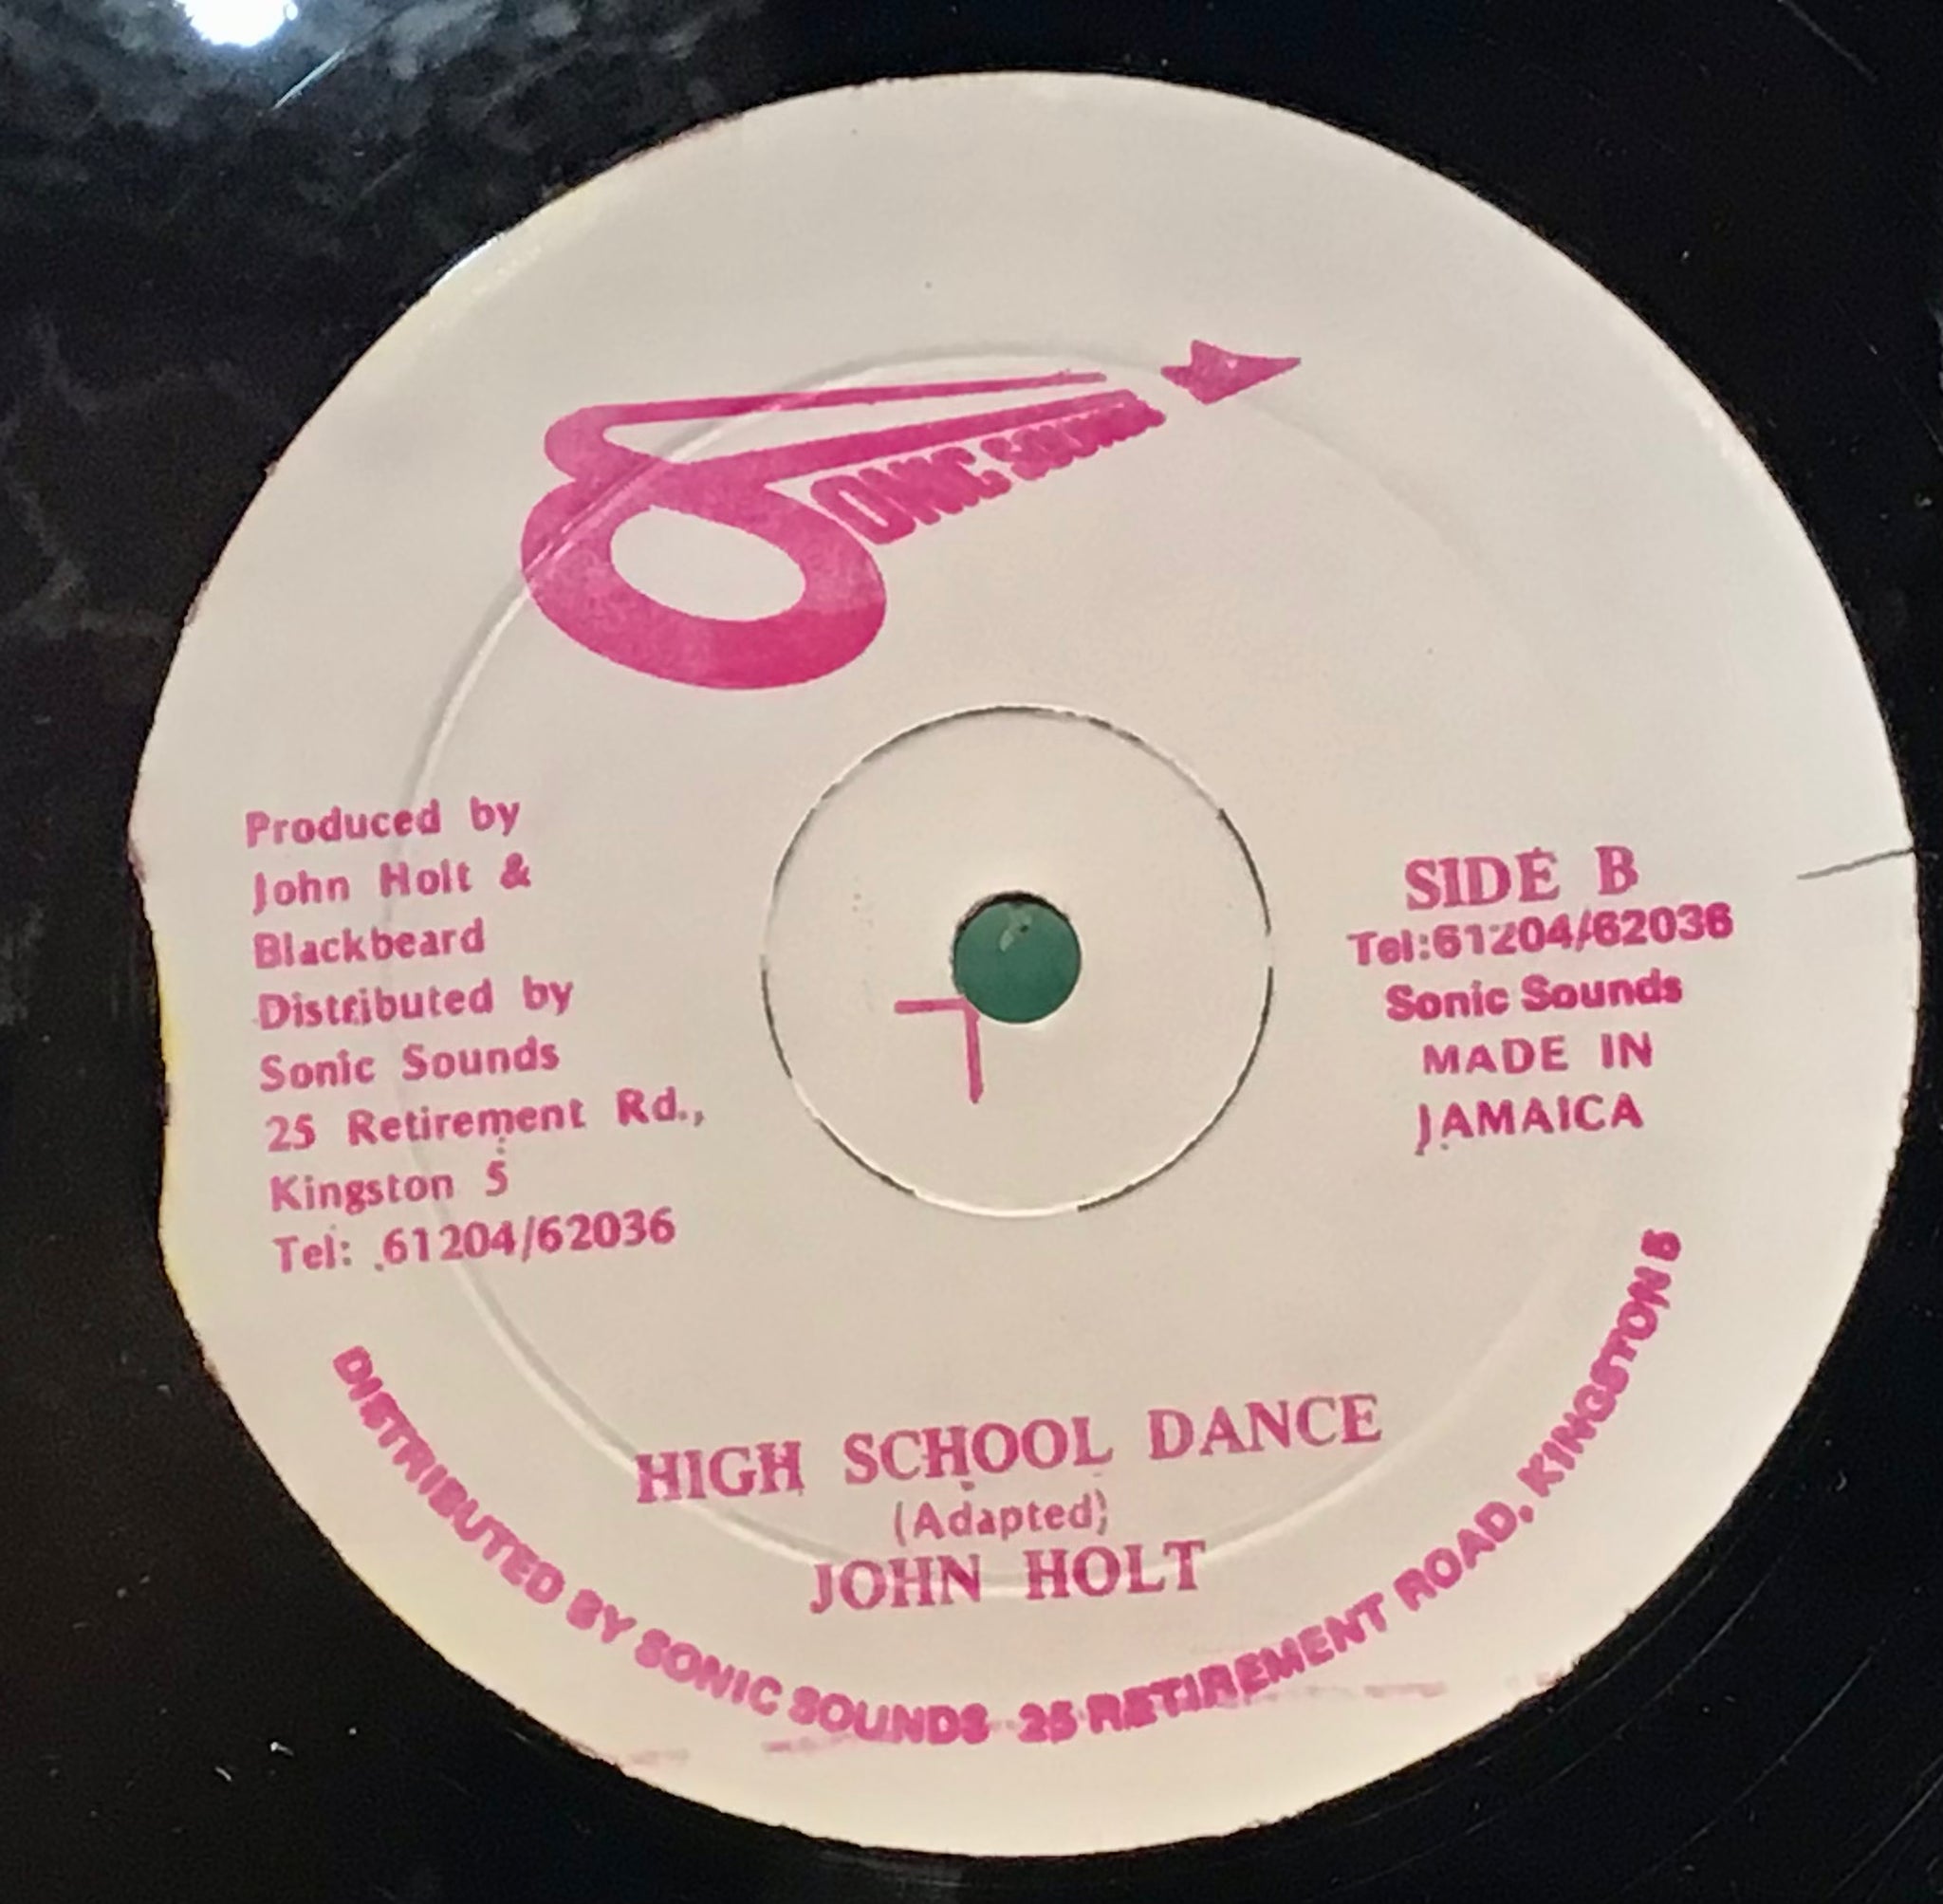 SONIC SOUNDS
Produced by
John Holt &
Blackbeard
Distributed by
Sonic Sounds
25 Retirement Rd.,
Kingston 5
Tel: 61204/62036
SIDE B
Tel:61204/62036
Sonic Sounds
MADE IN
JAMAICA
HIGH SCHOOL DANCE
(Adapted)
JOHN HOLT
DISTRIBUTED BY SONIC SOUNDS 25 RETIREMENT ROAD, KINGSTON 5